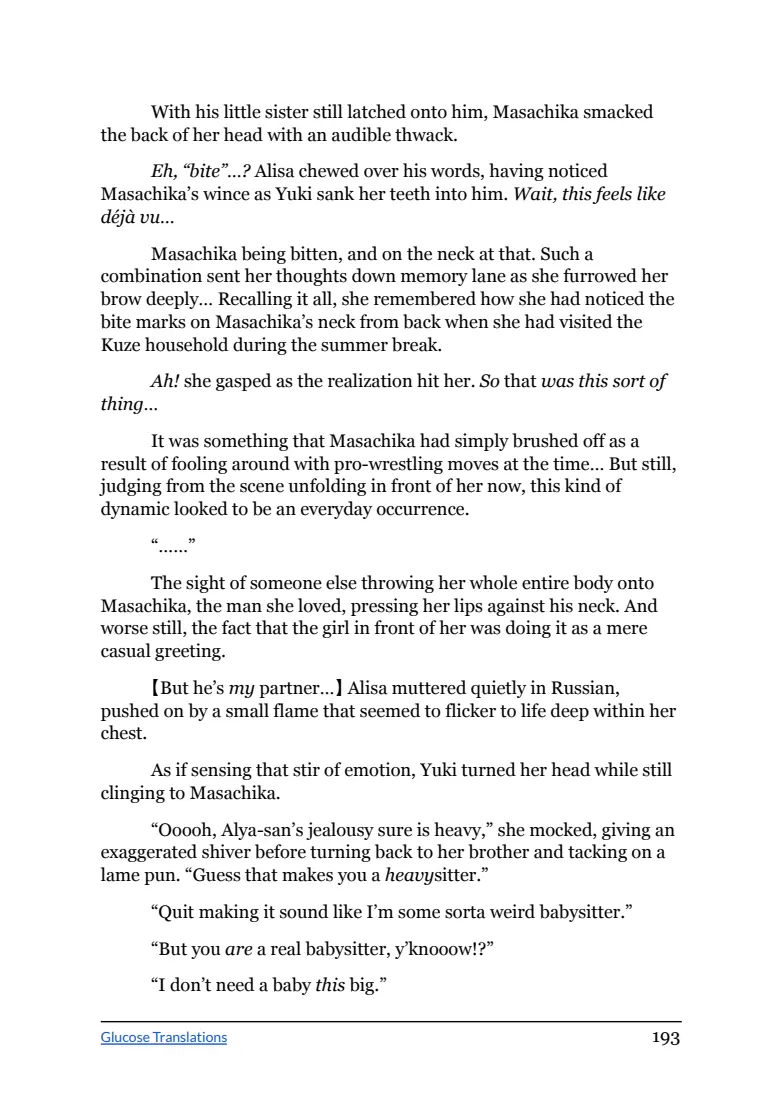 With his little sister still latched onto him, Masachika smacked
the back of her head with an audible thwack.
Eh, “bite”…? Alisa chewed over his words, having noticed
Masachika’s wince as Yuki sank her teeth into him. Wait, this feels like
déjà vu…
Masachika being bitten, and on the neck at that. Such a
combination sent her thoughts down memory lane as she furrowed her
brow deeply… Recalling it all, she remembered how she had noticed the
bite marks on Masachika’s neck from back when she had visited the
Kuze household during the summer break.
Ah! she gasped as the realization hit her. So that was this sort of
thing…
It was something that Masachika had simply brushed off as a
result of fooling around with pro-wrestling moves at the time… But still,
judging from the scene unfolding in front of her now, this kind of
dynamic looked to be an everyday occurrence.
“……”
The sight of someone else throwing her whole entire body onto
Masachika, the man she loved, pressing her lips against his neck. And
worse still, the fact that the girl in front of her was doing it as a mere
casual greeting.
【But he’s my partner…】 Alisa muttered quietly in Russian,
pushed on by a small flame that seemed to flicker to life deep within her
chest.
As if sensing that stir of emotion, Yuki turned her head while still
clinging to Masachika.
“Ooooh, Alya-san’s jealousy sure is heavy,” she mocked, giving an
exaggerated shiver before turning back to her brother and tacking on a
lame pun. “Guess that makes you a heavysitter.”
“Quit making it sound like I’m some sorta weird babysitter.”
“But you are a real babysitter, y’knooow!?”
“I don’t need a baby this big.”
Glucose Translations
193